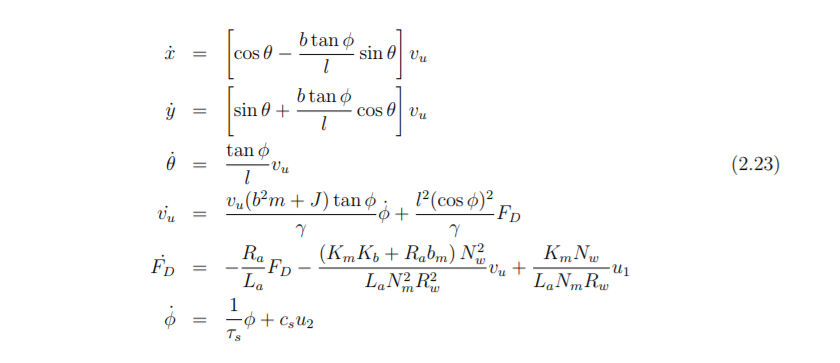 ẋ = [cos θ − (b tan ϕ / l) sin θ] v_u
ẏ = [sin θ + (b tan ϕ / l) cos θ] v_u
θ̇ = (tan ϕ / l) v_u (2.23)
v̇_u = (v_u(b²m + J) tan ϕ / γ) ϕ̇ + (l²(cos ϕ)² / γ) F_D
Ḟ_D = −(R_a / L_a) F_D − ((K_m K_b + R_a b_m) N_w² / L_a N_m² R_w²) v_u + (K_m N_w / L_a N_m R_w) u_1
ϕ̇ = (1 / τ_s) ϕ + c_s u_2